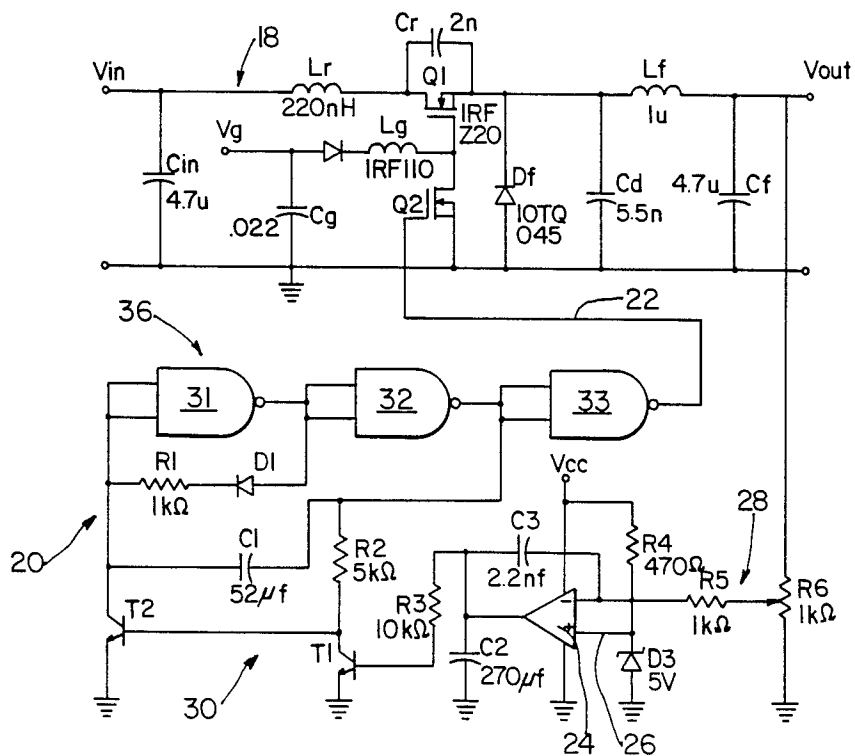 Cr 2n
18
Vin
Lr
Q1
Lf
Vout
220nH
IRF
Z20
1u
Vg
Lg
IRF110
Cin
4.7u
Q2
Df
10TQ
045
Cd
5.5n
4.7u
Cf
.022
Cg
22
36
31
32
33
R1
D1
1kΩ
Vcc
28
20
C1
52μf
R2
5kΩ
C3
2.2nf
R4
470Ω
R5
1kΩ
R6
1kΩ
R3
10kΩ
T2
T1
C2
270μf
−
+
D3
5V
30
24
26